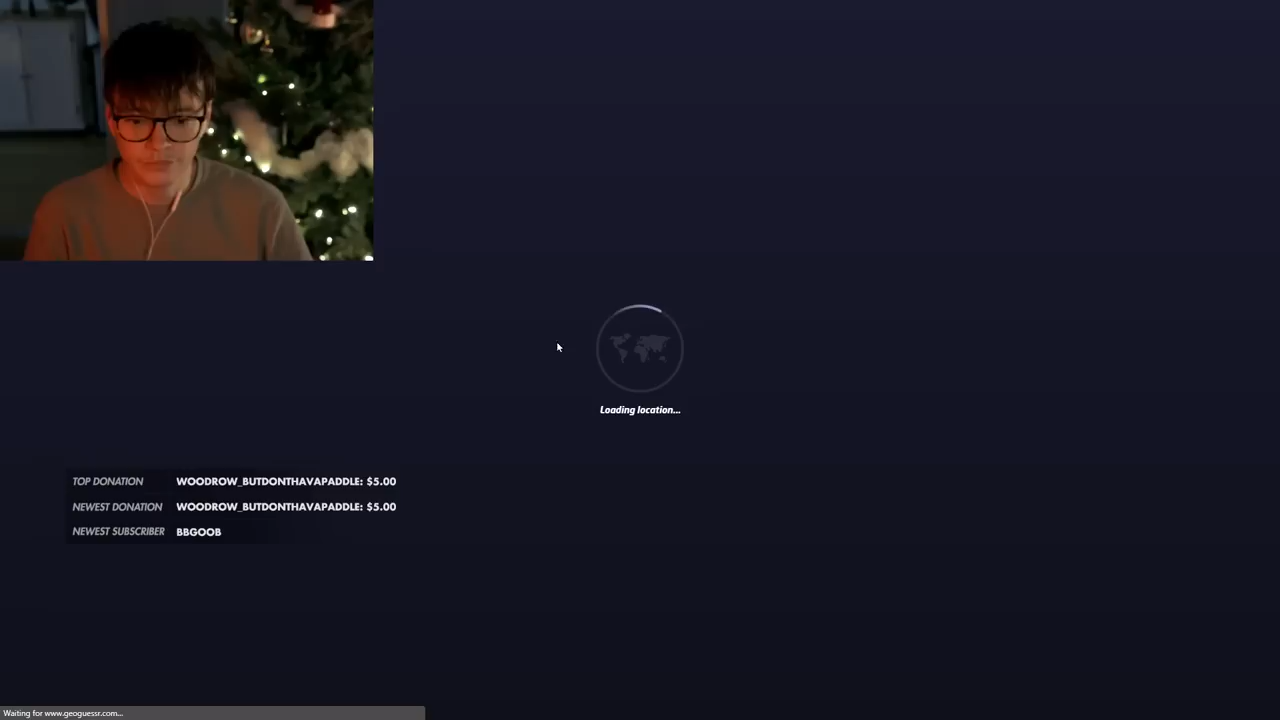 Loading location...
TOP DONATION WOODROW_BUTDONTHAVAPADDLE: $5.00
NEWEST DONATION WOODROW_BUTDONTHAVAPADDLE: $5.00
NEWEST SUBSCRIBER BBGOOB
Waiting for www.geoguessr.com...